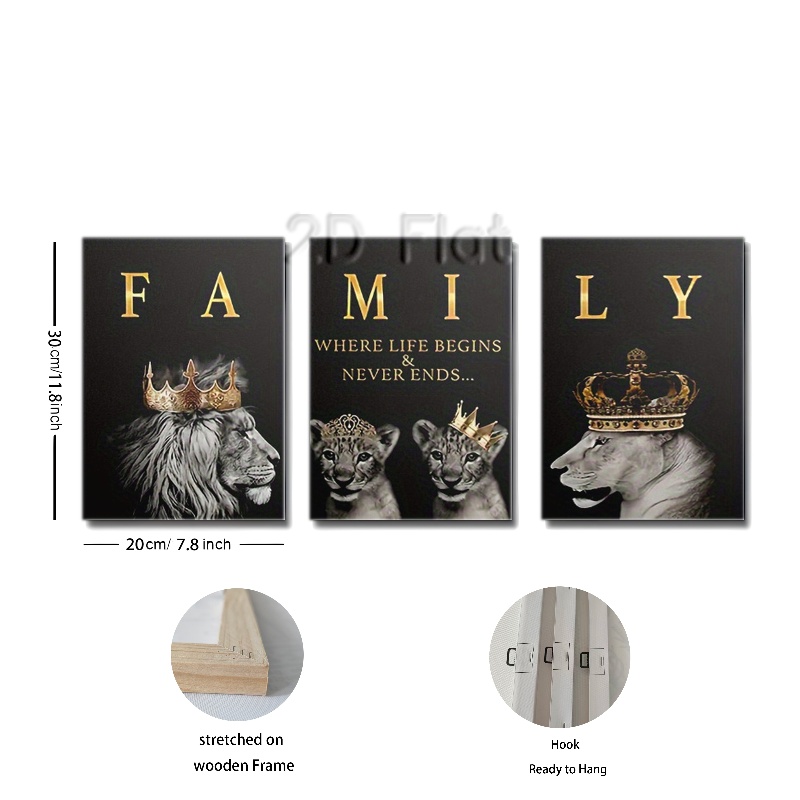 2D Flat
F A M I L Y
WHERE LIFE BEGINS
&
NEVER ENDS...
30cm/11.8inch
20cm/ 7.8 inch
stretched on
wooden Frame
Hook
Ready to Hang